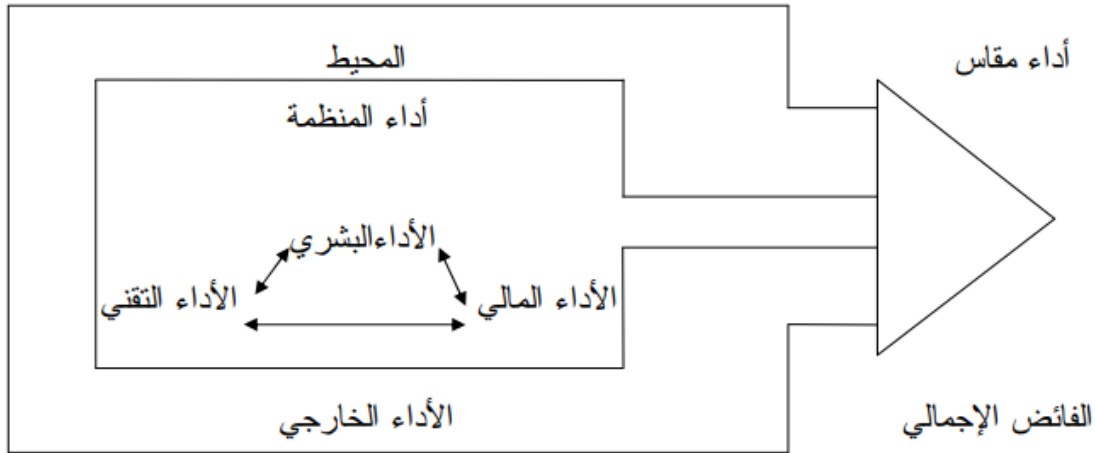 أداء مقاس
المحيط
أداء المنظمة
الأداءالبشري
الأداء المالي
الأداء التقني
الأداء الخارجي
الفائض الإجمالي